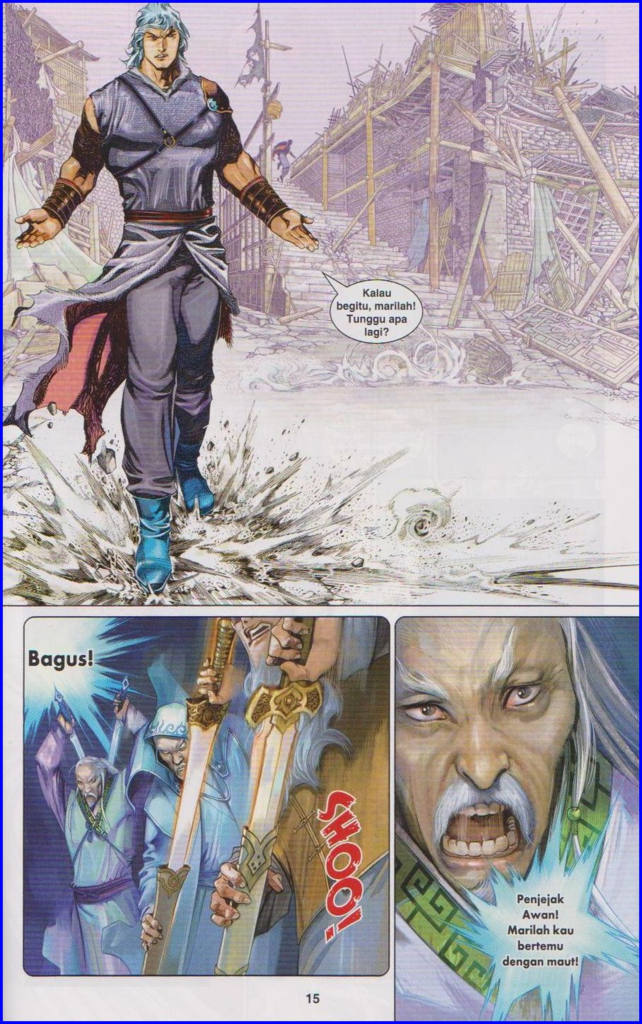 Kalau
begitu, marilah!
Tunggu apa
lagi?
Bagus!
SHOO!
Penjejak
Awan!
Marilah kau
bertemu
dengan maut!
15